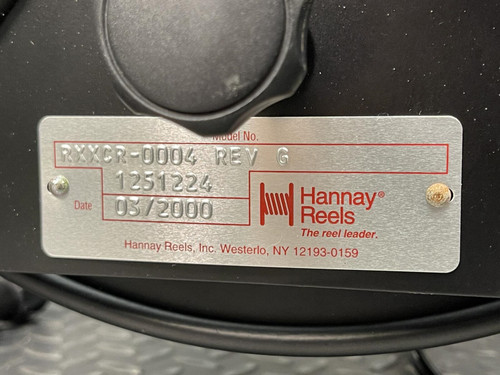 Model No.
RXXCR-0004 REV G
1251224
Date 05/2000
Hannay®
Reels
The reel leader.
Hannay Reels, Inc. Westerlo, NY 12193-0159